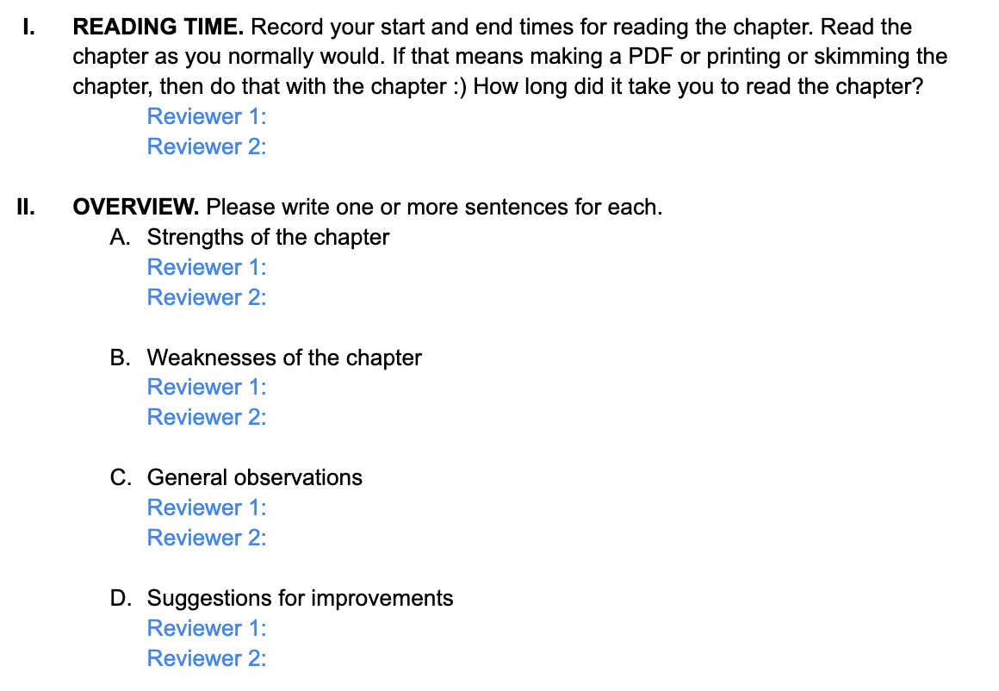 I. READING TIME. Record your start and end times for reading the chapter. Read the
chapter as you normally would. If that means making a PDF or printing or skimming the
chapter, then do that with the chapter :) How long did it take you to read the chapter?
Reviewer 1:
Reviewer 2:
II. OVERVIEW. Please write one or more sentences for each.
A. Strengths of the chapter
Reviewer 1:
Reviewer 2:
B. Weaknesses of the chapter
Reviewer 1:
Reviewer 2:
C. General observations
Reviewer 1:
Reviewer 2:
D. Suggestions for improvements
Reviewer 1:
Reviewer 2: